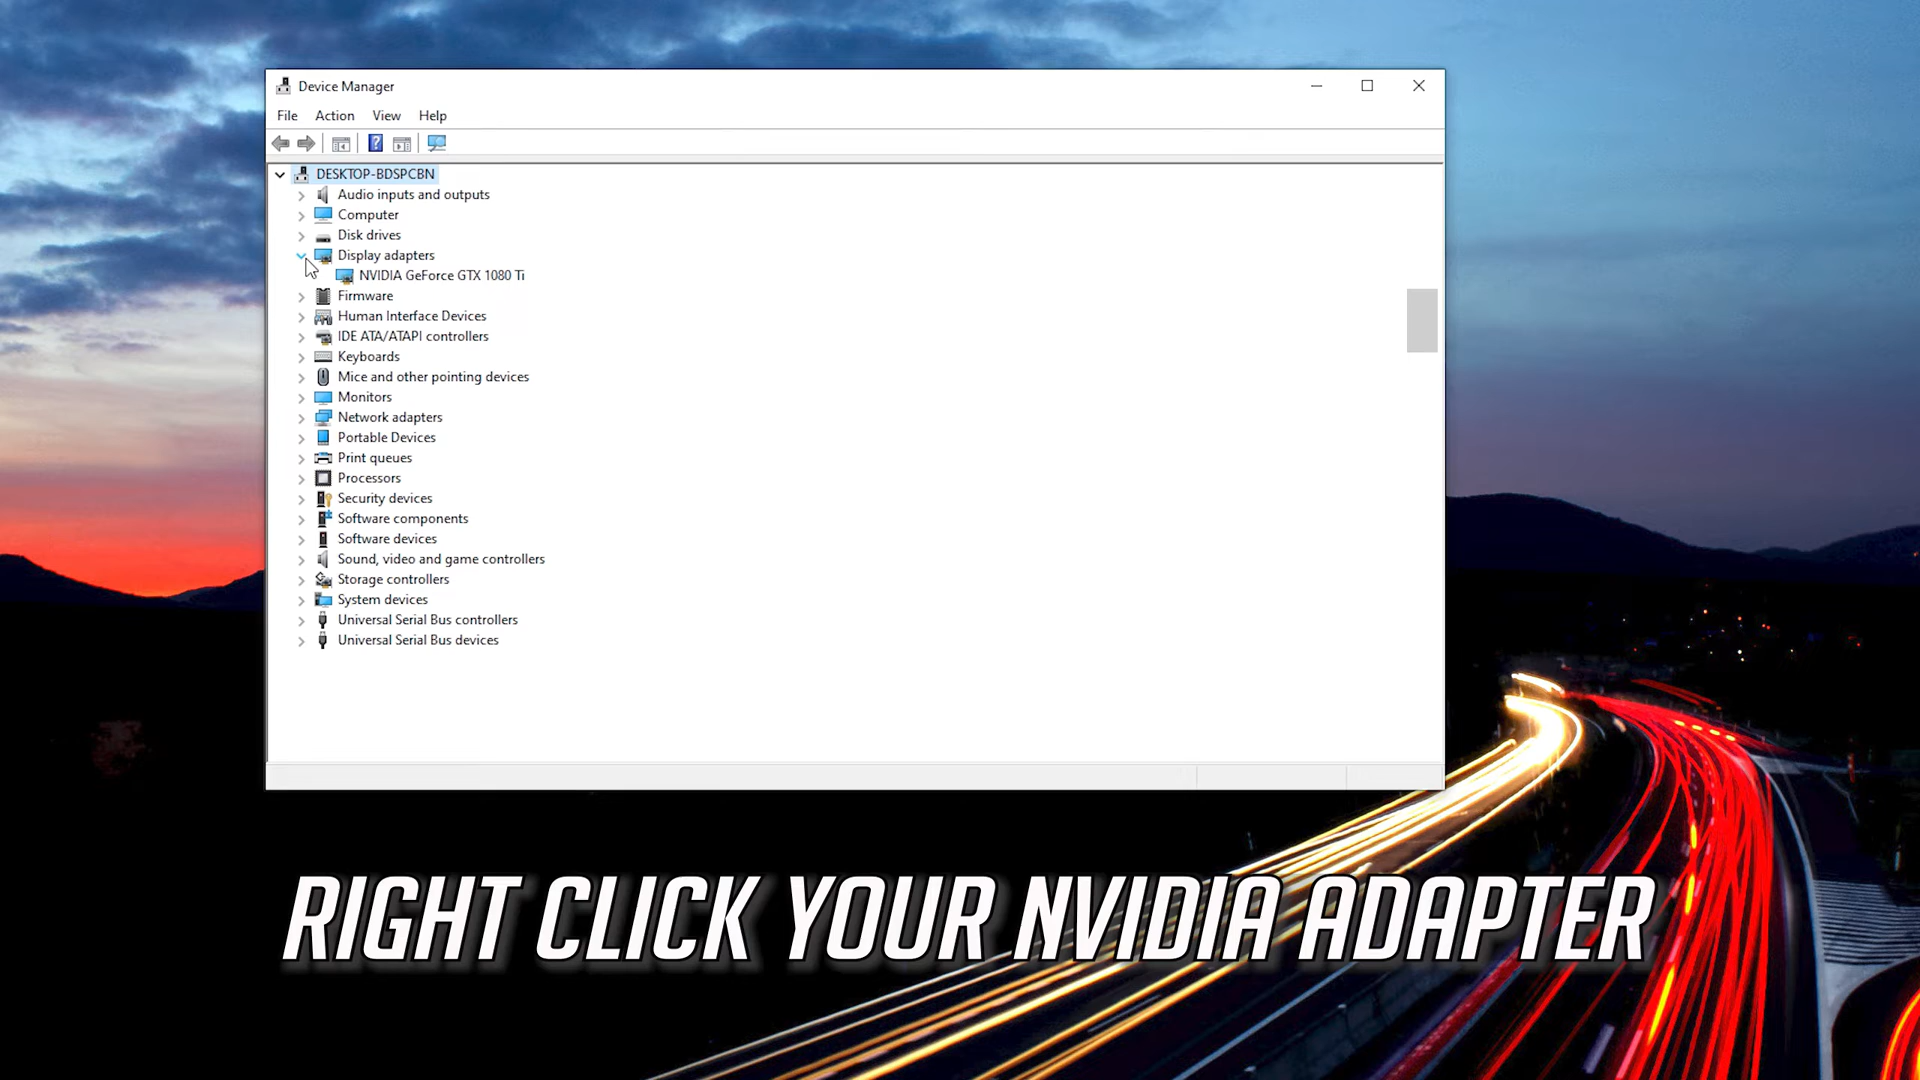 Device Manager
File Action View Help
DESKTOP-BDSPCBN
Audio inputs and outputs
Computer
Disk drives
Display adapters
NVIDIA GeForce GTX 1080 Ti
Firmware
Human Interface Devices
IDE ATA/ATAPI controllers
Keyboards
Mice and other pointing devices
Monitors
Network adapters
Portable Devices
Print queues
Processors
Security devices
Software components
Software devices
Sound, video and game controllers
Storage controllers
System devices
Universal Serial Bus controllers
Universal Serial Bus devices
RIGHT CLICK YOUR NVIDIA ADAPTER